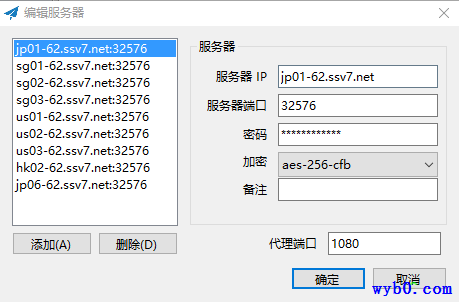 编辑服务器
jp01-62.ssv7.net:32576
sg01-62.ssv7.net:32576
sg02-62.ssv7.net:32576
sg03-62.ssv7.net:32576
us01-62.ssv7.net:32576
us02-62.ssv7.net:32576
us03-62.ssv7.net:32576
hk02-62.ssv7.net:32576
jp06-62.ssv7.net:32576
添加(A)
删除(D)
服务器
服务器 IP
jp01-62.ssv7.net
服务器端口
32576
密码
************
加密
aes-256-cfb
备注
代理端口
1080
确定
取消
wyb0.com